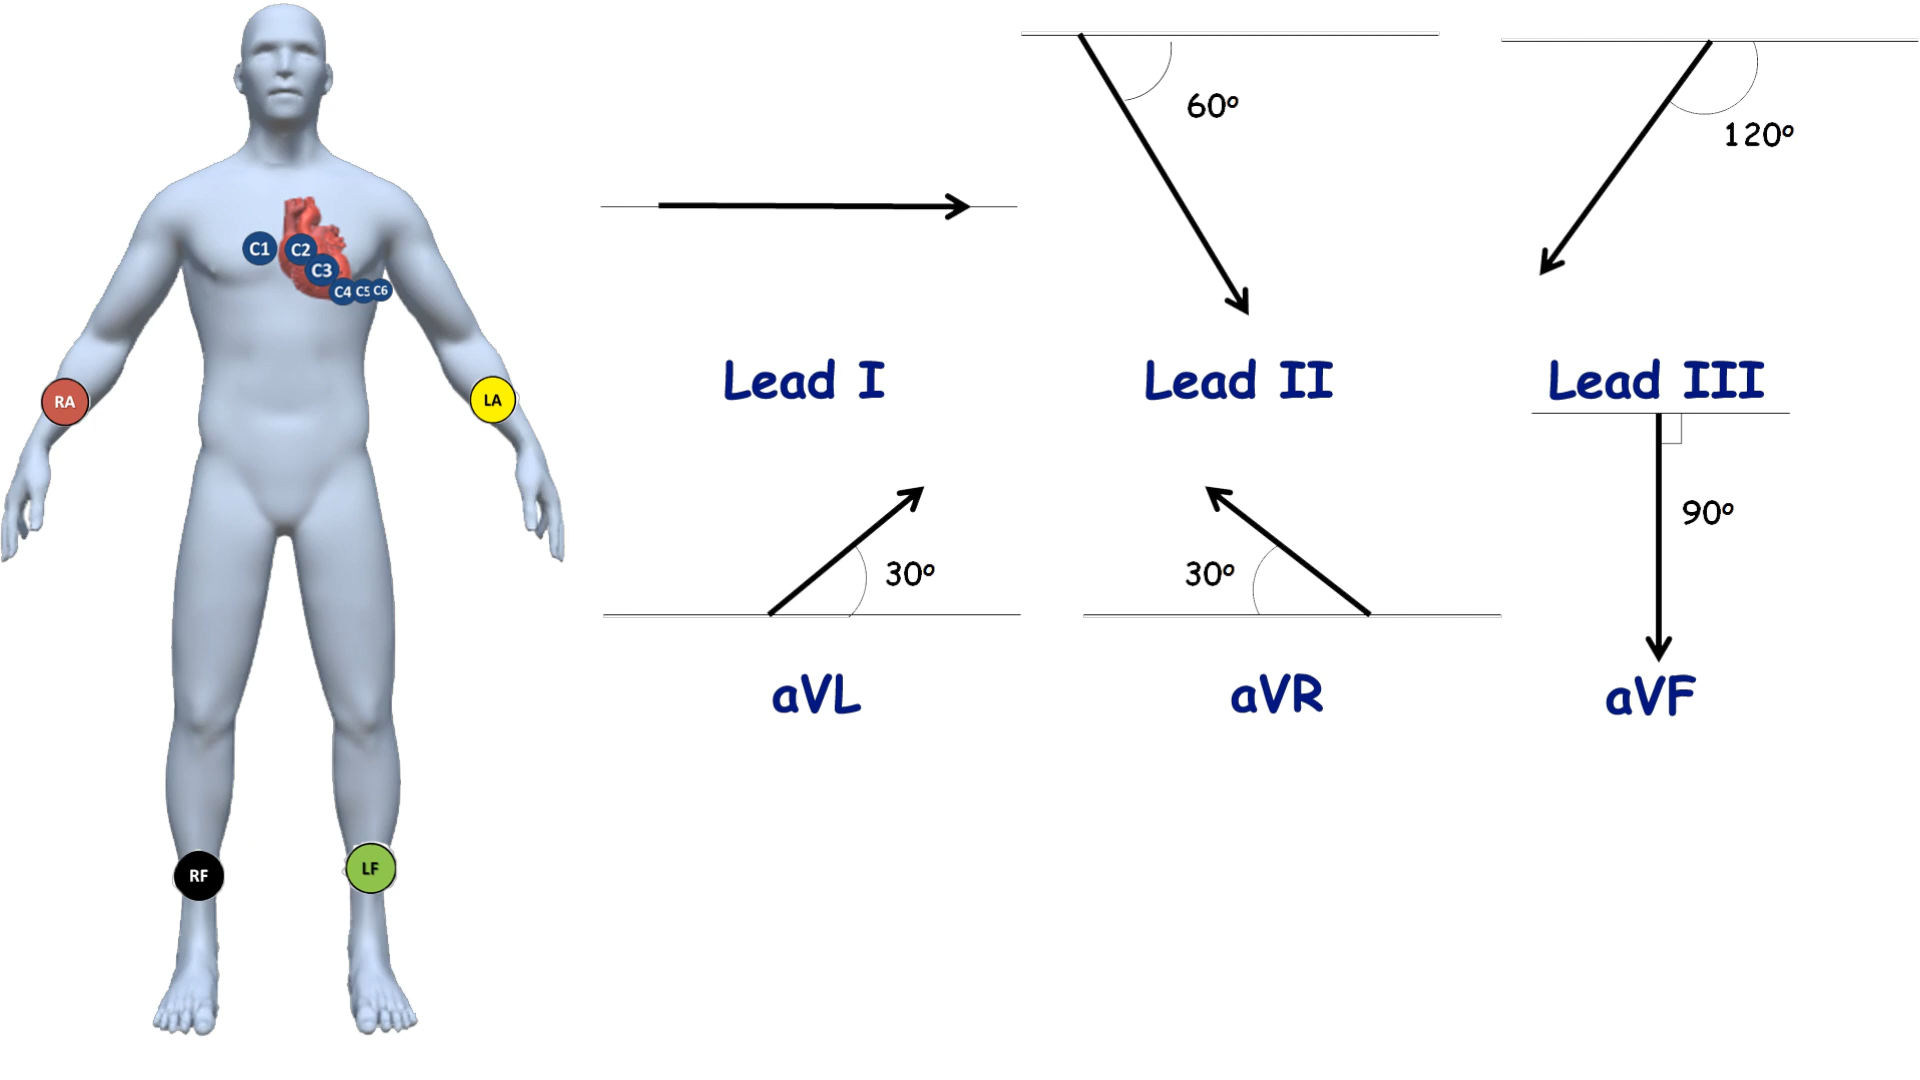 C1
C2
C3
C4
C5
C6
RA
LA
RF
LF
60º
120º
Lead I
Lead II
Lead III
30º
30º
90º
aVL
aVR
aVF